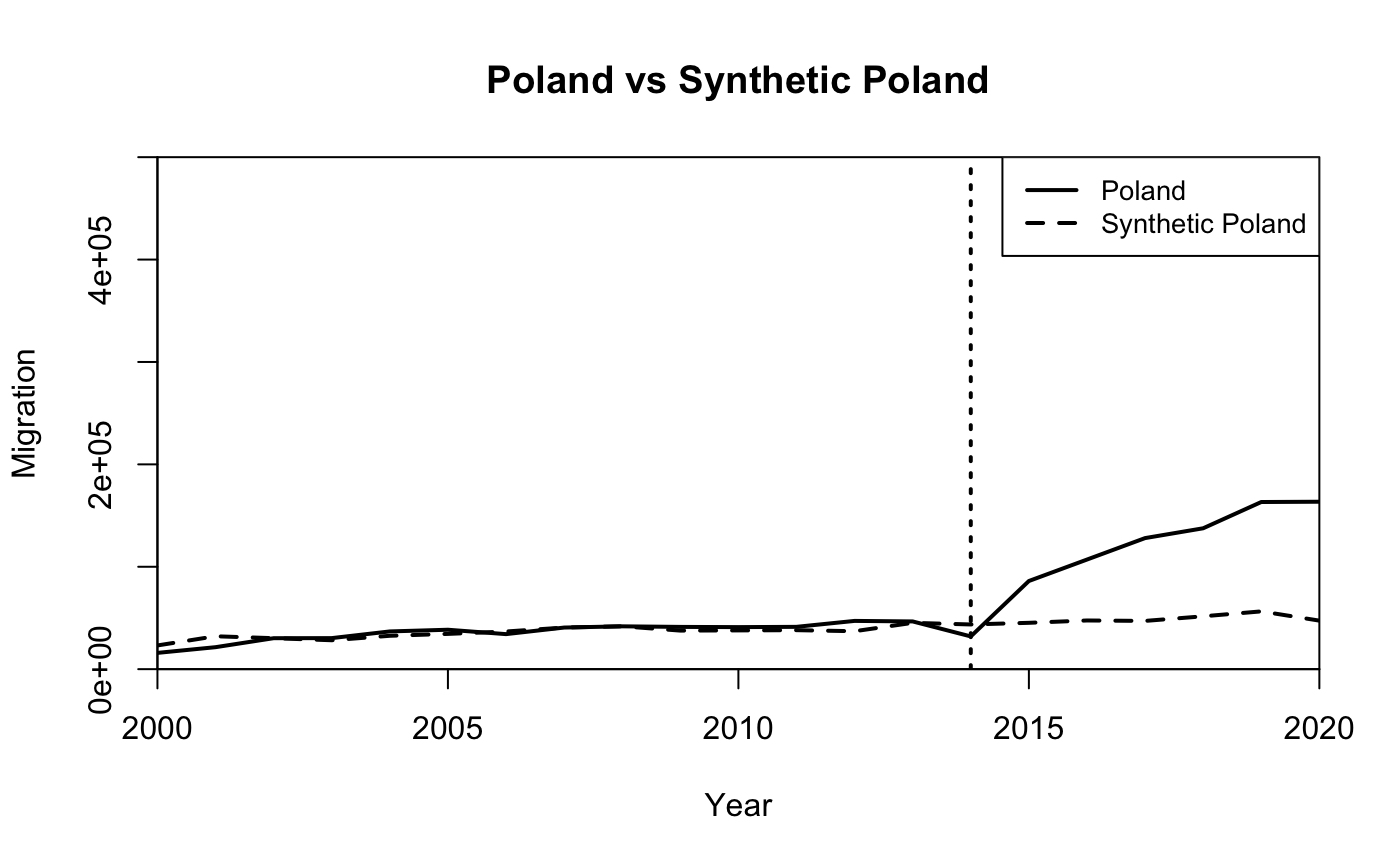 Poland vs Synthetic Poland
Poland
Synthetic Poland
Migration
4e+05
2e+05
0e+00
2000 2005 2010 2015 2020
Year